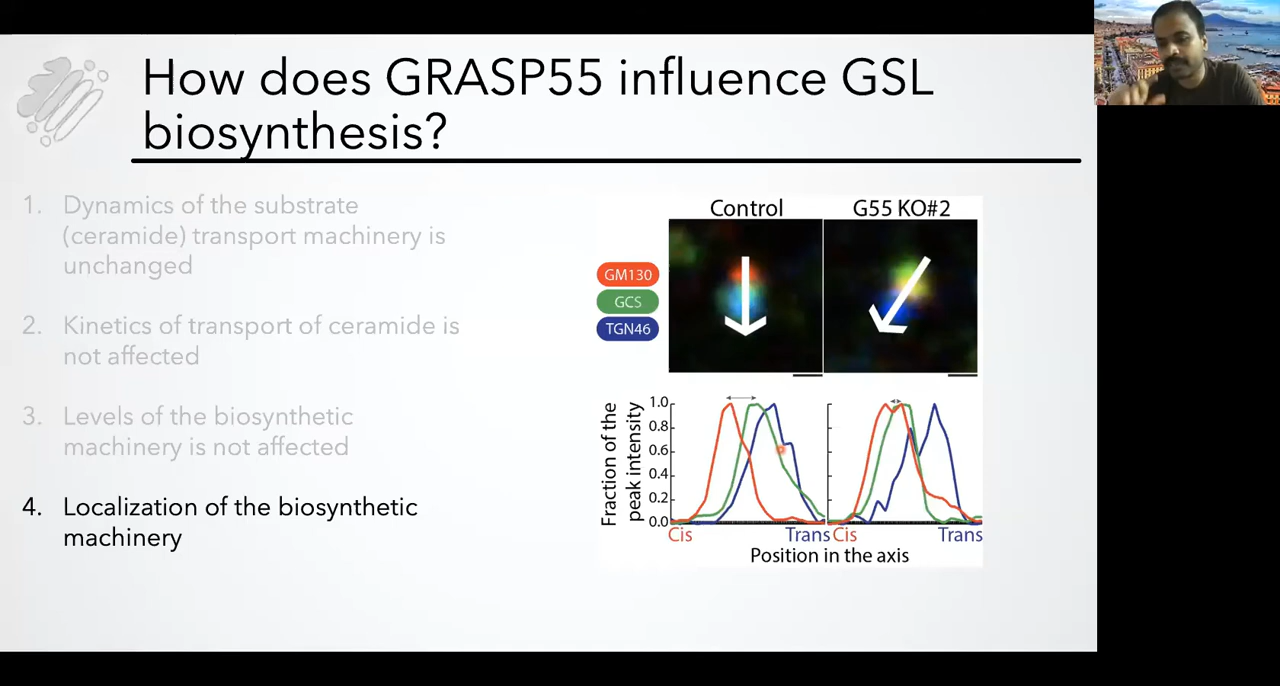 How does GRASP55 influence GSL
biosynthesis?
1. Dynamics of the substrate
(ceramide) transport machinery is
unchanged
2. Kinetics of transport of ceramide is
not affected
3. Levels of the biosynthetic
machinery is not affected
4. Localization of the biosynthetic
machinery
Control G55 KO#2
GM130
GCS
TGN46
Fraction of the
peak intensity
1.0
0.8
0.6
0.4
0.2
0.0
Cis Trans Cis Trans
Position in the axis